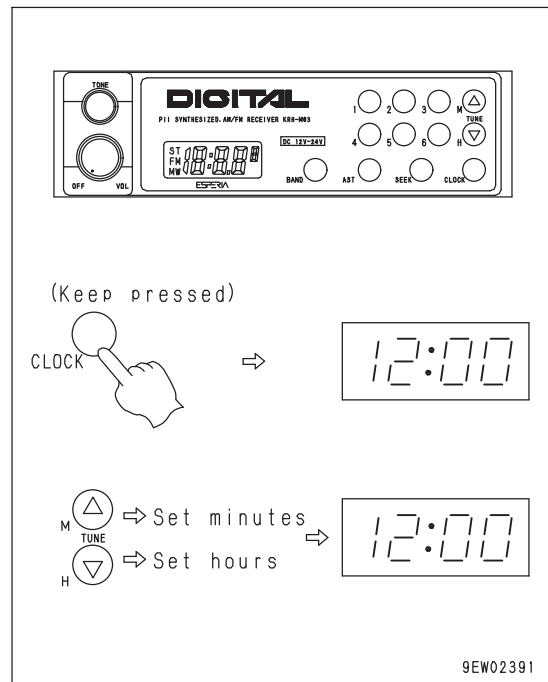 TONE
OFF VOL
DIGITAL
PII SYNTHESIZED.AM/FM RECEIVER KRH-M03
DC 12V-24V
ST
FM
MW
18:8.8
ESPERIA
1 2 3 M
TUNE
4 5 6 H
BAND AST SEEK CLOCK
(Keep pressed)
CLOCK ⇨ 12:00
M ⇨ Set minutes
TUNE ⇨ 12:00
H ⇨ Set hours
9EW02391